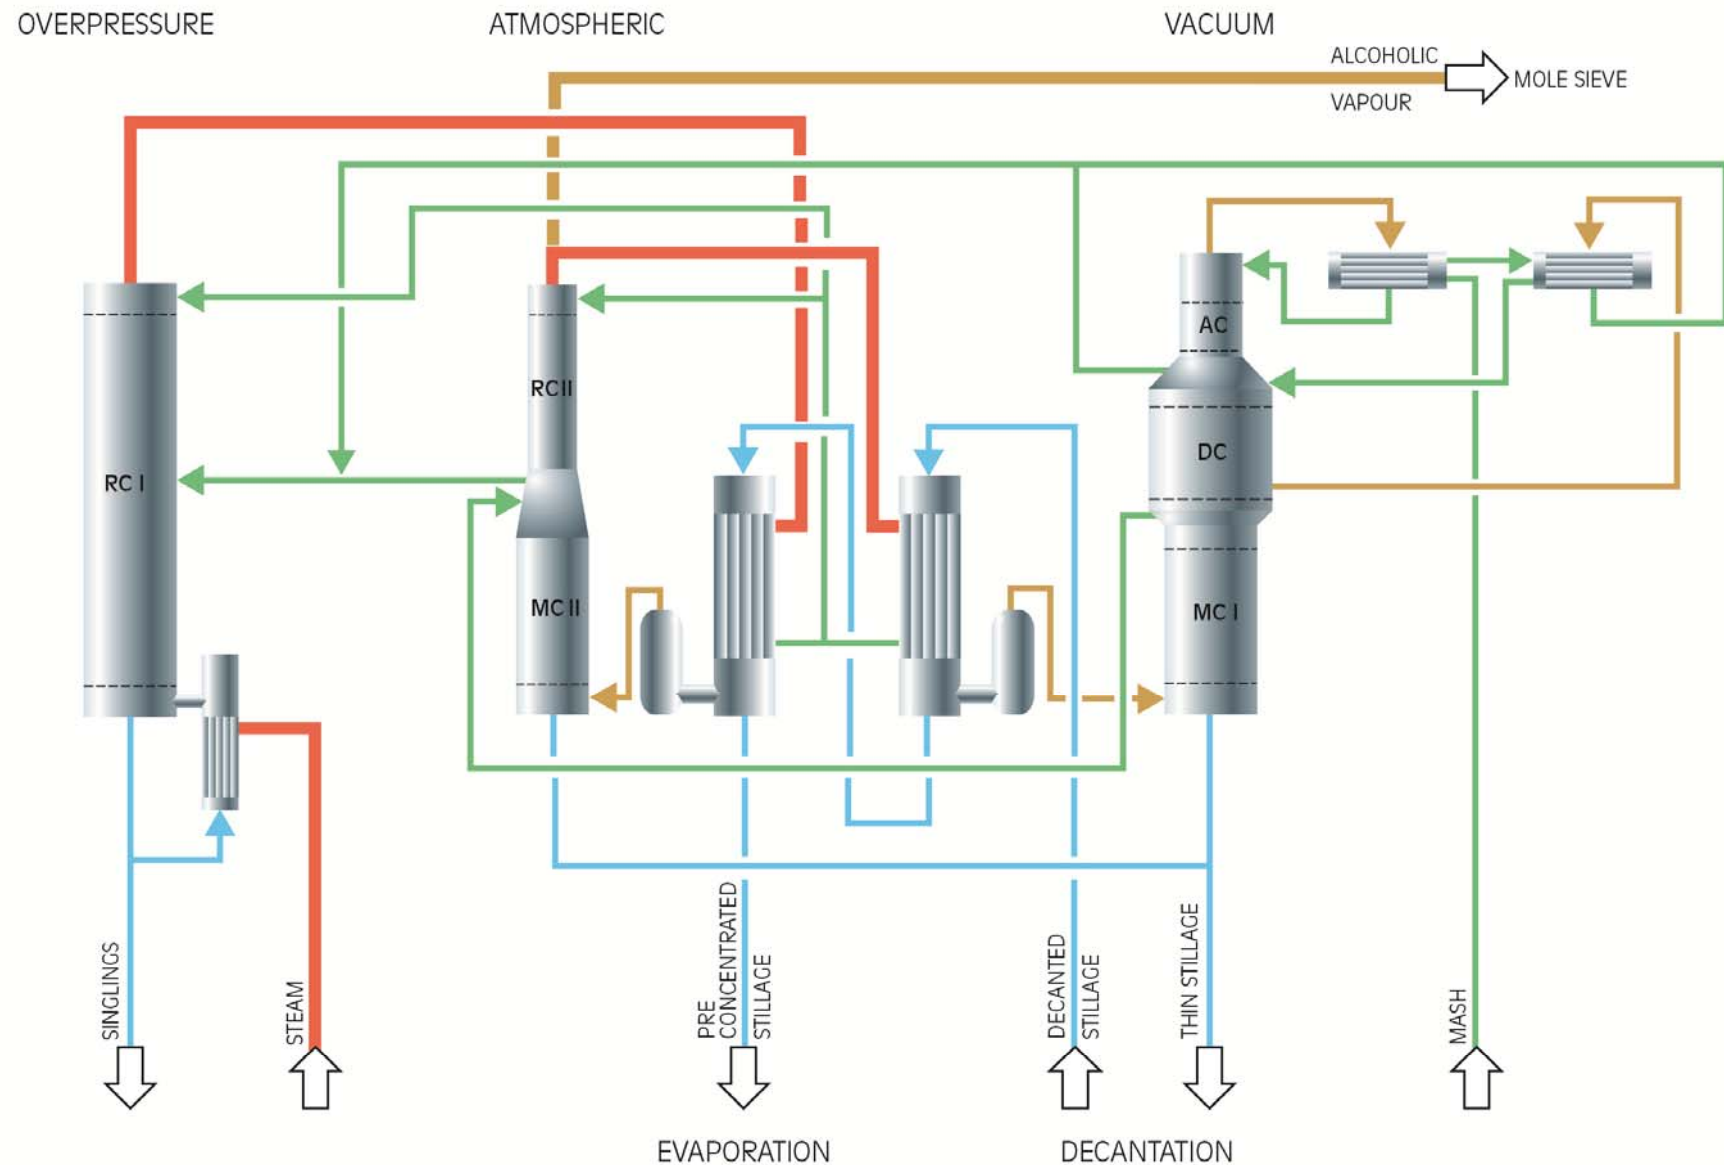 OVERPRESSURE
ATMOSPHERIC
VACUUM
ALCOHOLIC
VAPOUR
MOLE SIEVE
AC
RC II
DC
RC I
MC II
MC I
SINGLINGS
STEAM
PRE
CONCENTRATED
STILLAGE
DECANTED
STILLAGE
THIN STILLAGE
MASH
EVAPORATION
DECANTATION